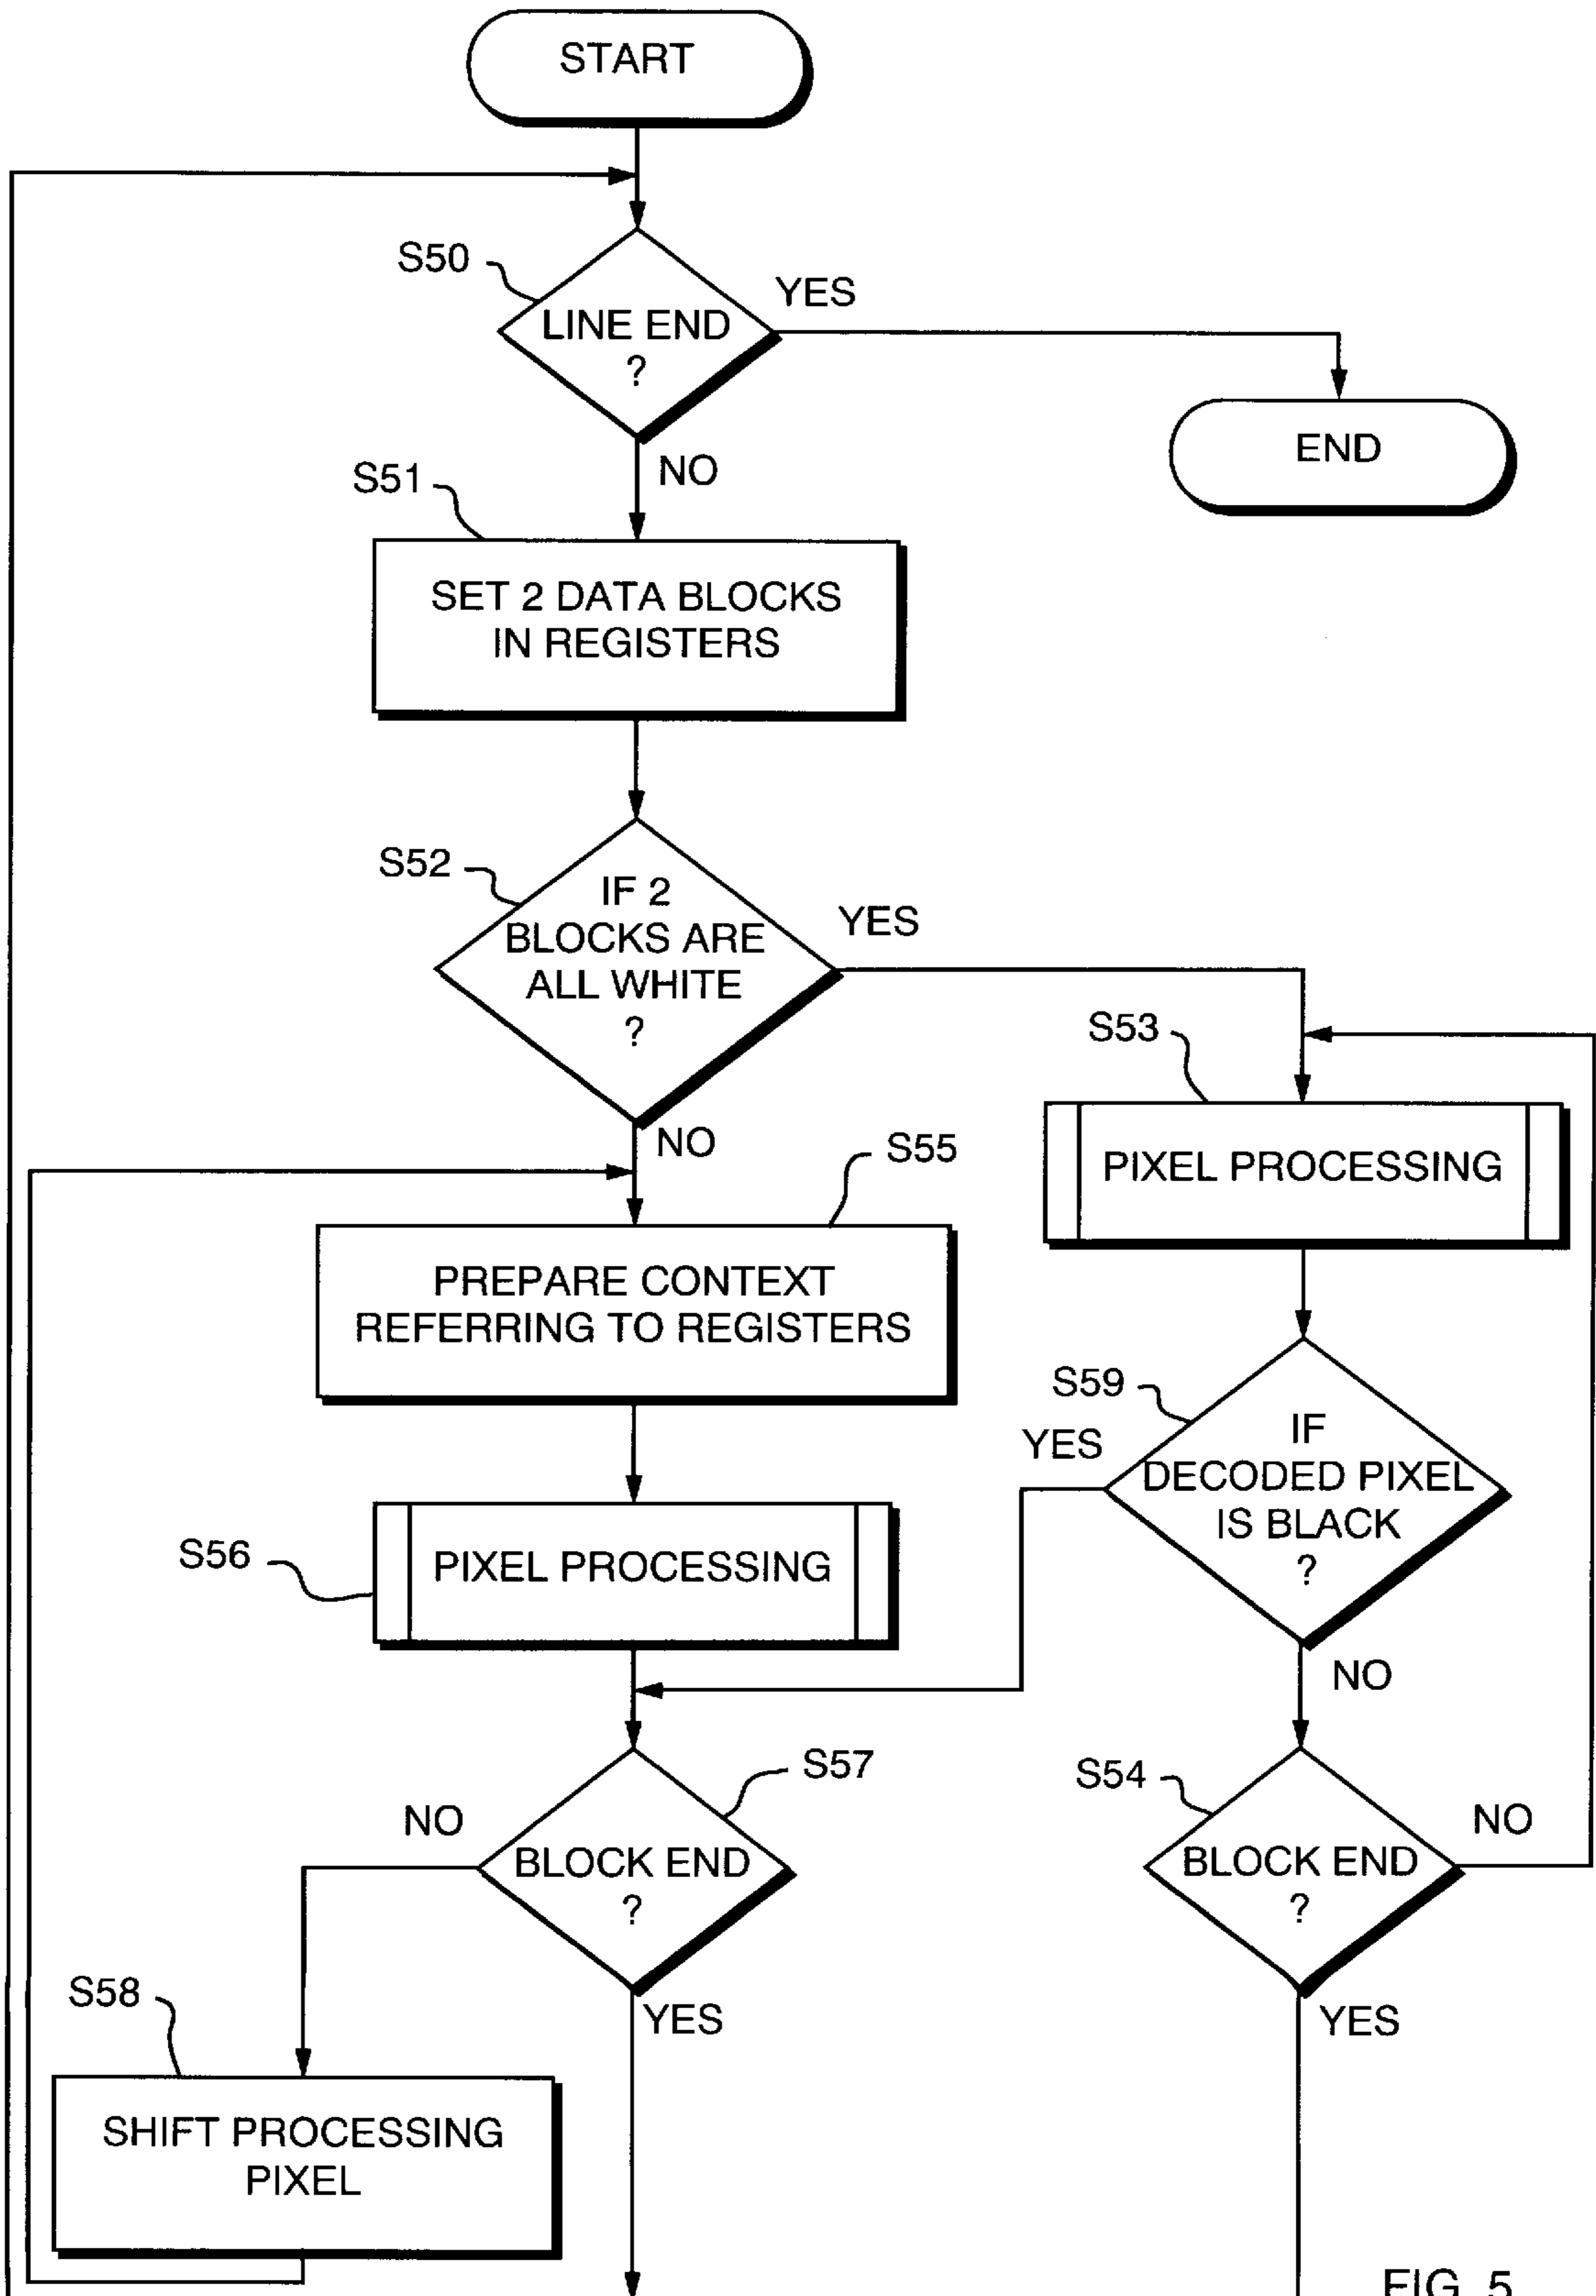 START
S50
YES
LINE END
?
END
NO
S51
SET 2 DATA BLOCKS
IN REGISTERS
S52
IF 2
BLOCKS ARE
ALL WHITE
?
YES
S53
NO
S55
PIXEL PROCESSING
PREPARE CONTEXT
REFERRING TO REGISTERS
S59
YES
IF
DECODED PIXEL
IS BLACK
?
S56
PIXEL PROCESSING
NO
S57
S54
NO
BLOCK END
?
NO
BLOCK END
?
S58
YES
YES
SHIFT PROCESSING
PIXEL
FIG. 5